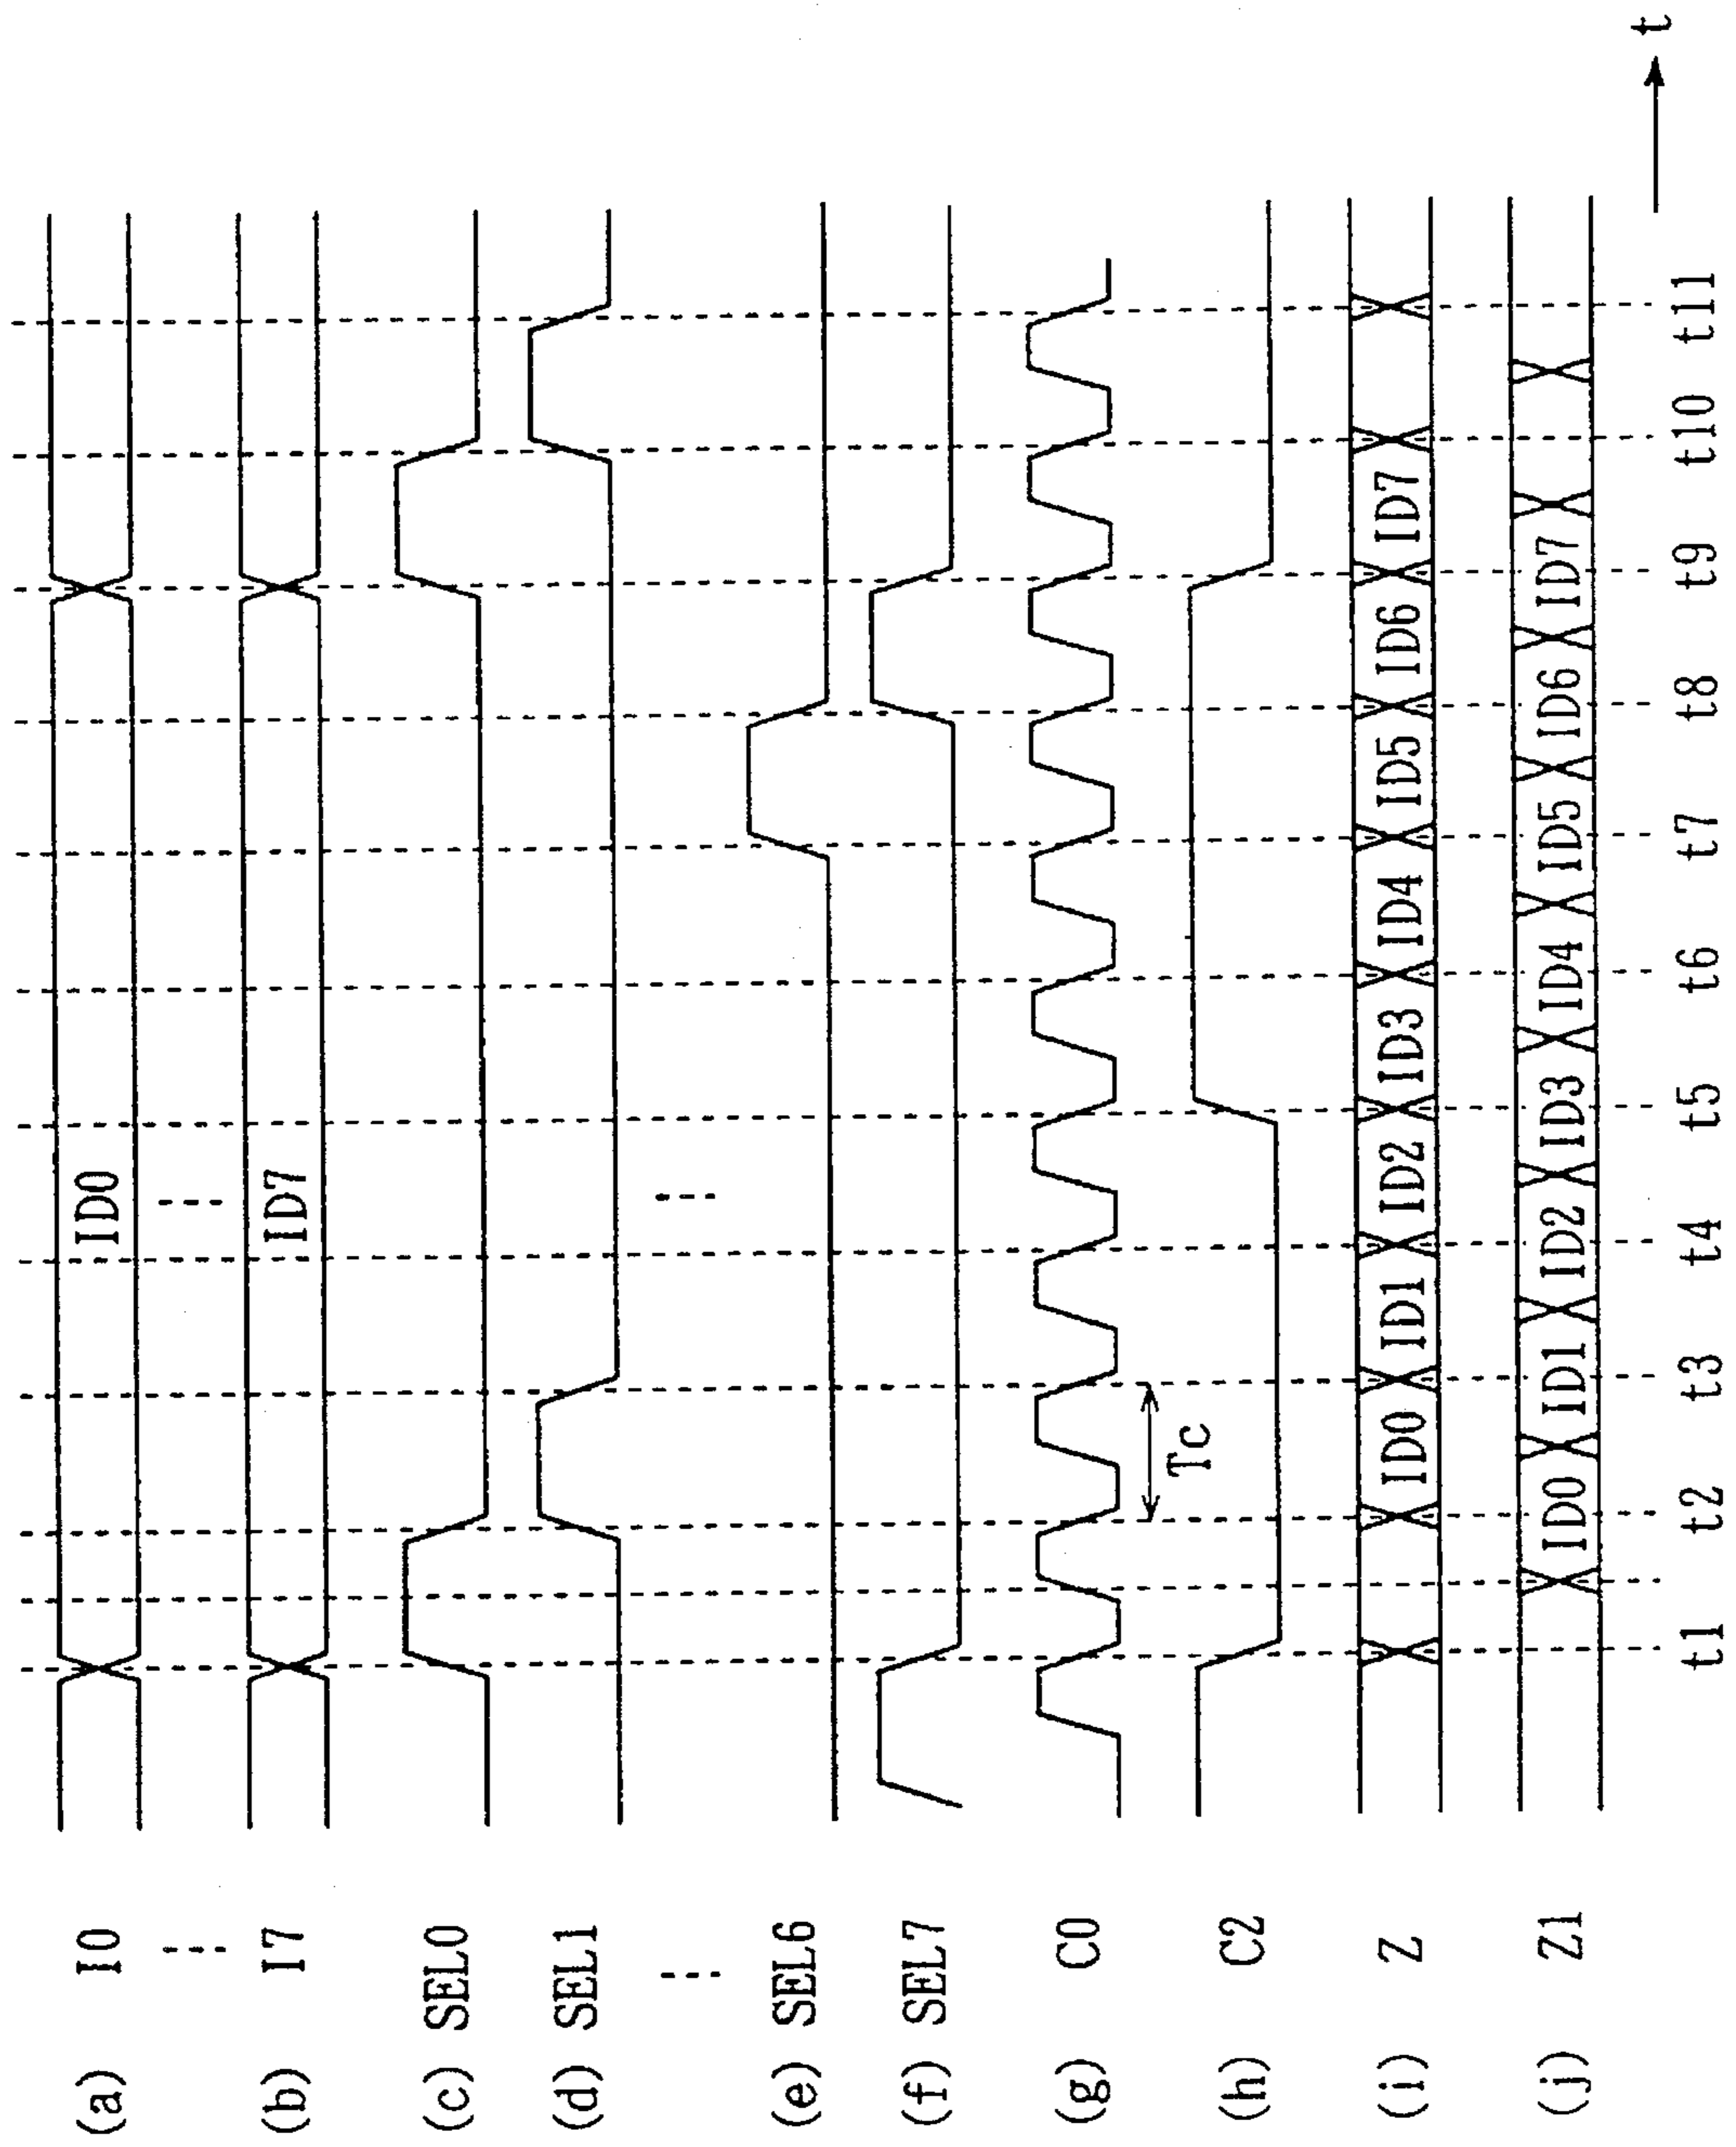 (a) I0 ID0
(b) I7 ID7
(c) SEL0
(d) SEL1
(e) SEL6
(f) SEL7
(g) C0
Tc
(h) C2
(i) Z ID0 ID1 ID2 ID3 ID4 ID5 ID6 ID7
(j) Z1 ID0 ID1 ID2 ID3 ID4 ID5 ID6 ID7
t1 t2 t3 t4 t5 t6 t7 t8 t9 t10 t11
t